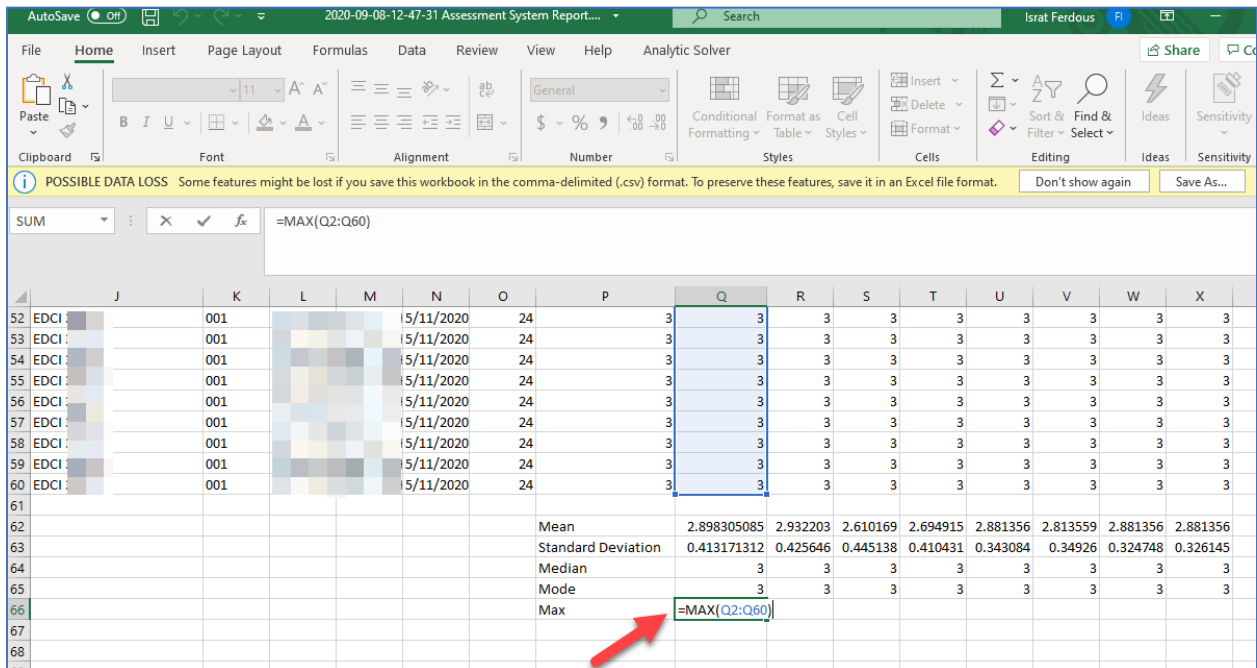 AutoSave Off 2020-09-08-12-47-31 Assessment System Report.... Search Israt Ferdous FI
File Home Insert Page Layout Formulas Data Review View Help Analytic Solver Share Co
Paste 11 A A ab General Conditional Format as Cell Insert Sort & Find & Ideas Sensitivity
B I U A $ % 9 .00 .00 Formatting Table Styles Delete Filter Select
Format
Clipboard Font Alignment Number Styles Cells Editing Ideas Sensitivity
POSSIBLE DATA LOSS Some features might be lost if you save this workbook in the comma-delimited (.csv) format. To preserve these features, save it in an Excel file format. Don't show again Save As...
SUM fx =MAX(Q2:Q60)
J K L M N O P Q R S T U V W X
52 EDCI 001 5/11/2020 24 3 3 3 3 3 3 3 3 3
53 EDCI 001 5/11/2020 24 3 3 3 3 3 3 3 3 3
54 EDCI 001 5/11/2020 24 3 3 3 3 3 3 3 3 3
55 EDCI 001 5/11/2020 24 3 3 3 3 3 3 3 3 3
56 EDCI 001 5/11/2020 24 3 3 3 3 3 3 3 3 3
57 EDCI 001 5/11/2020 24 3 3 3 3 3 3 3 3 3
58 EDCI 001 5/11/2020 24 3 3 3 3 3 3 3 3 3
59 EDCI 001 5/11/2020 24 3 3 3 3 3 3 3 3 3
60 EDCI 001 5/11/2020 24 3 3 3 3 3 3 3 3 3
61
62 Mean 2.898305085 2.932203 2.610169 2.694915 2.881356 2.813559 2.881356 2.881356
63 Standard Deviation 0.413171312 0.425646 0.445138 0.410431 0.343084 0.34926 0.324748 0.326145
64 Median 3 3 3 3 3 3 3 3
65 Mode 3 3 3 3 3 3 3 3
66 Max =MAX(Q2:Q60)
67
68